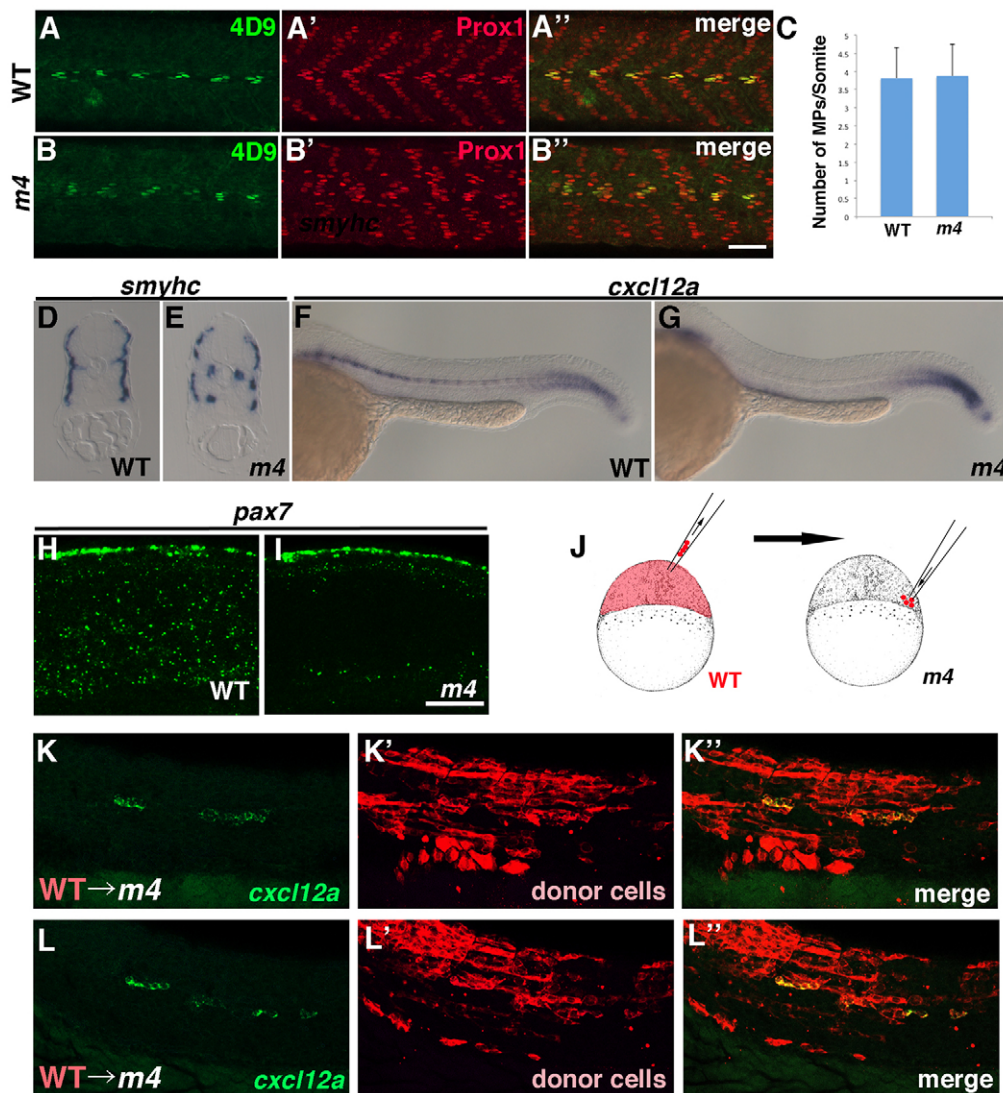 A 4D9 A’ Prox1 A’’ merge
WT
B 4D9 B’ Prox1 B’’ merge
m4
smyhc
C
Number of MPs/Somite
5
4.5
4
3.5
3
2.5
2
1.5
1
0.5
0
WT m4
smyhc cxcl12a
D E F G
WT m4 WT m4
pax7
H I J
WT m4
WT m4
K K’ K’’
WT→m4 cxcl12a donor cells merge
L L’ L’’
WT→m4 cxcl12a donor cells merge